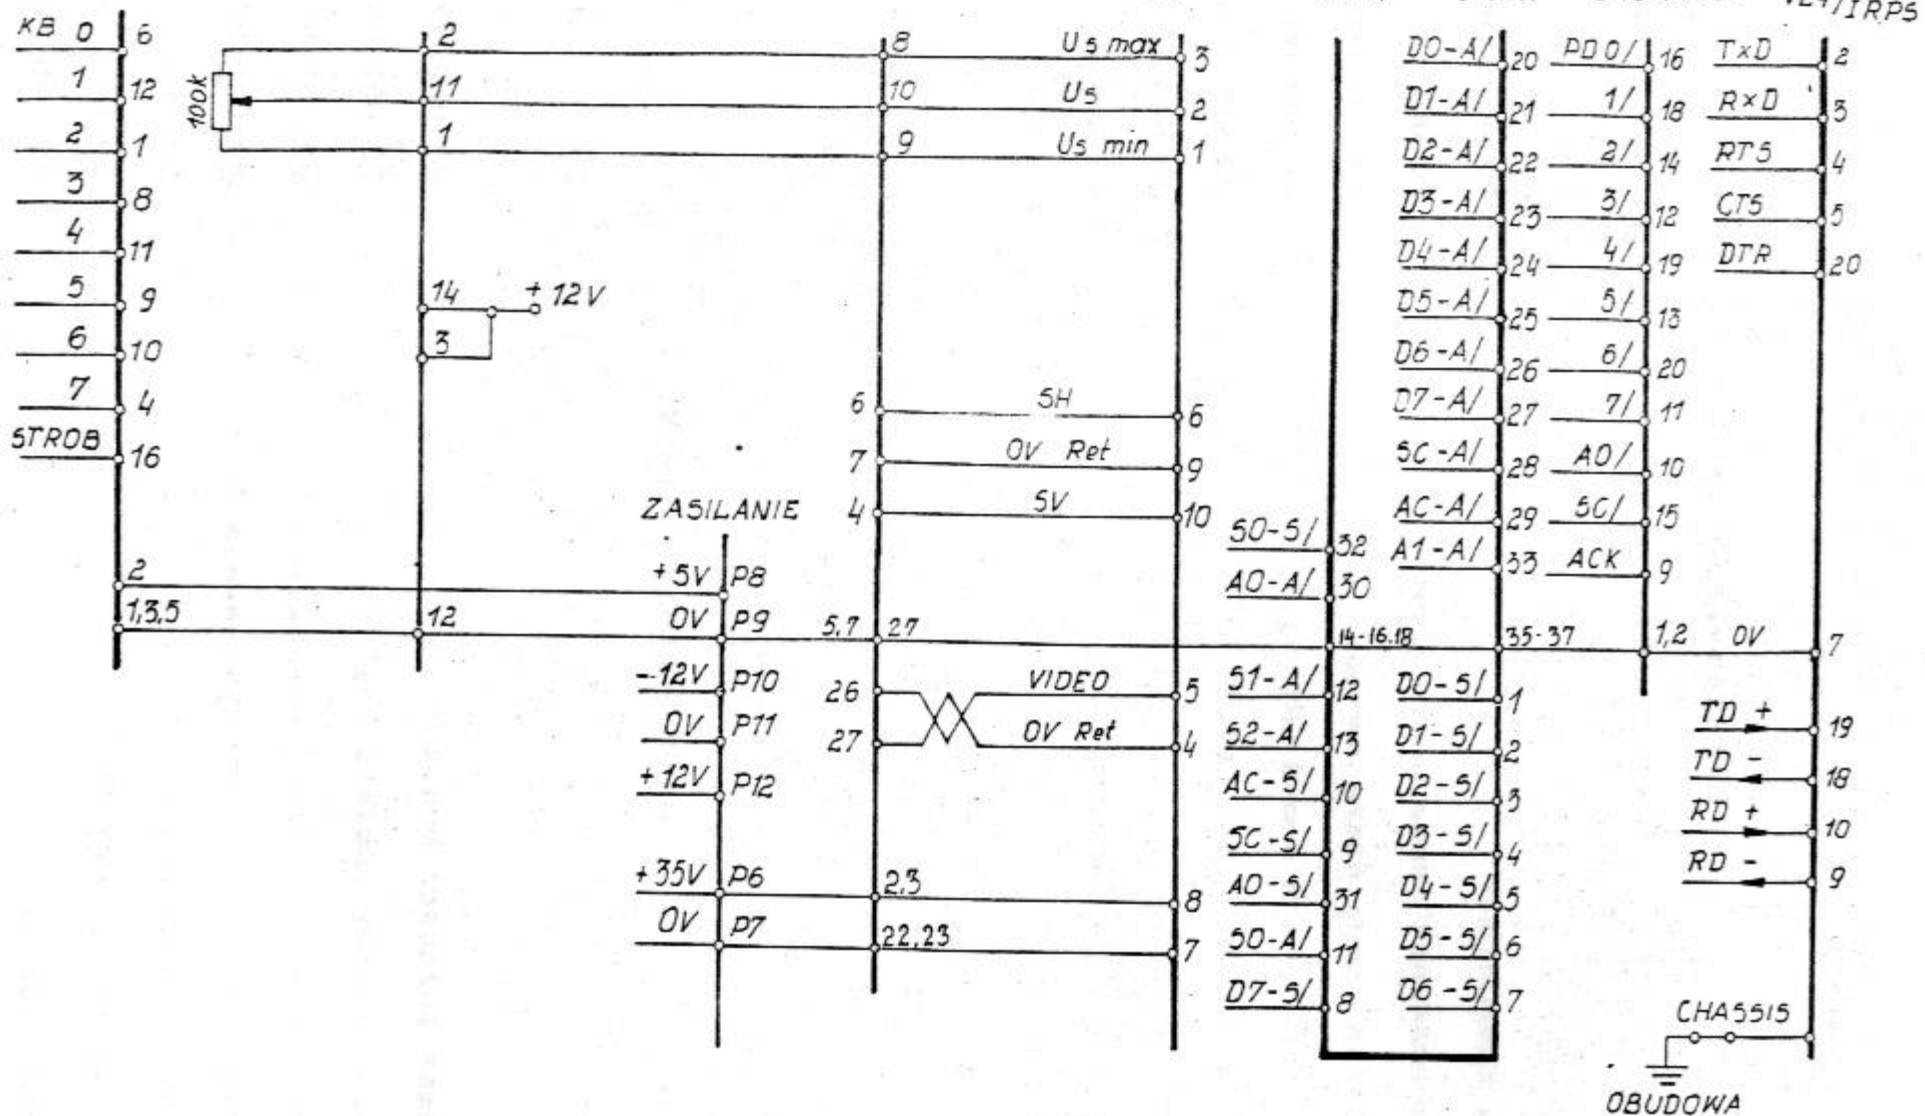 V24/IRPS
KB 0 6
1 12
2 1
3 8
4 11
5 9
6 10
7 4
STROB 16
2
1,3,5
100k
2
11
1
14 + 12V
3
12
ZASILANIE
+5V P8
0V P9
-12V P10
0V P11
+12V P12
+35V P6
0V P7
8 Us max 3
10 Us 2
9 Us min 1
6 SH 6
7 0V Ret 9
4 SV 10
5,7 27
26 VIDEO 5
27 0V Ret 4
2,3 8
22,23 7
S0-S/ 32
A0-A/ 30
14-16,18
S1-A/ 12
S2-A/ 13
AC-S/ 10
SC-S/ 9
A0-S/ 31
S0-A/ 11
D7-S/ 8
D0-A/ 20
D1-A/ 21
D2-A/ 22
D3-A/ 23
D4-A/ 24
D5-A/ 25
D6-A/ 26
D7-A/ 27
SC-A/ 28
AC-A/ 29
A1-A/ 33
35-37
D0-S/ 1
D1-S/ 2
D2-S/ 3
D3-S/ 4
D4-S/ 5
D5-S/ 6
D6-S/ 7
PD0/ 16
1/ 18
2/ 14
3/ 12
4/ 19
5/ 13
6/ 20
7/ 11
A0/ 10
SC/ 15
ACK 9
1,2 0V 7
TxD 2
RxD 3
RTS 4
CTS 5
DTR 20
TD + 19
TD - 18
RD + 10
RD - 9
CHASSIS
OBUDOWA